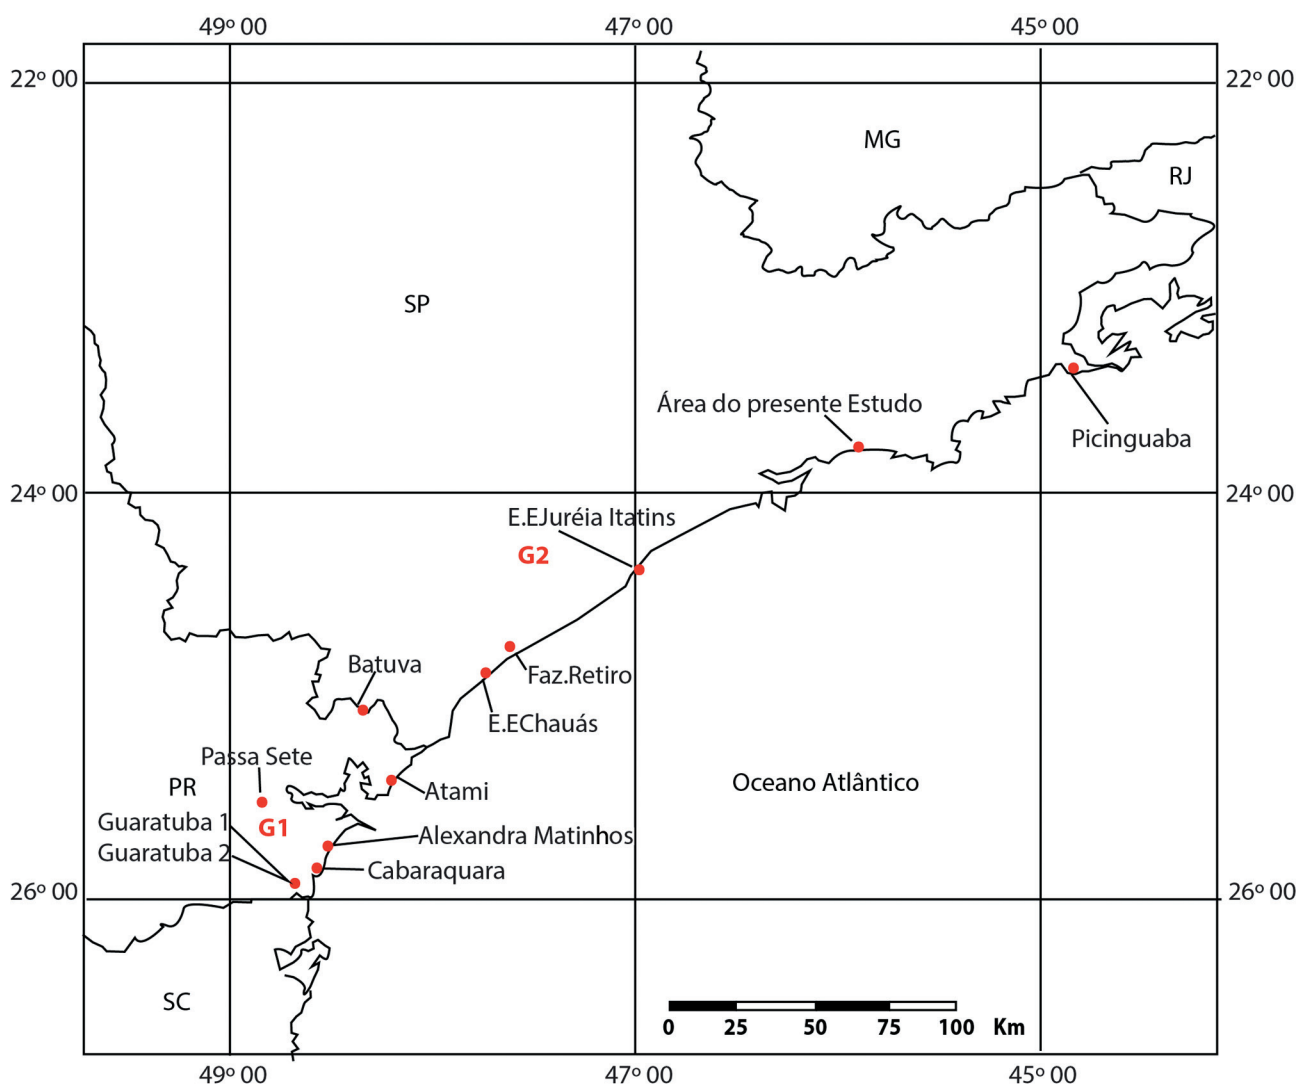 49º 00
47º 00
45º 00
22º 00
22º 00
MG
RJ
SP
Área do presente Estudo
Picinguaba
24º 00
24º 00
E.EJuréia Itatins
G2
Batuva
Faz.Retiro
E.EChauás
Passa Sete
PR
Atami
Oceano Atlântico
Guaratuba 1
G1
Alexandra Matinhos
Guaratuba 2
Cabaraquara
26º 00
26º 00
SC
0 25 50 75 100 Km
49º 00
47º 00
45º 00